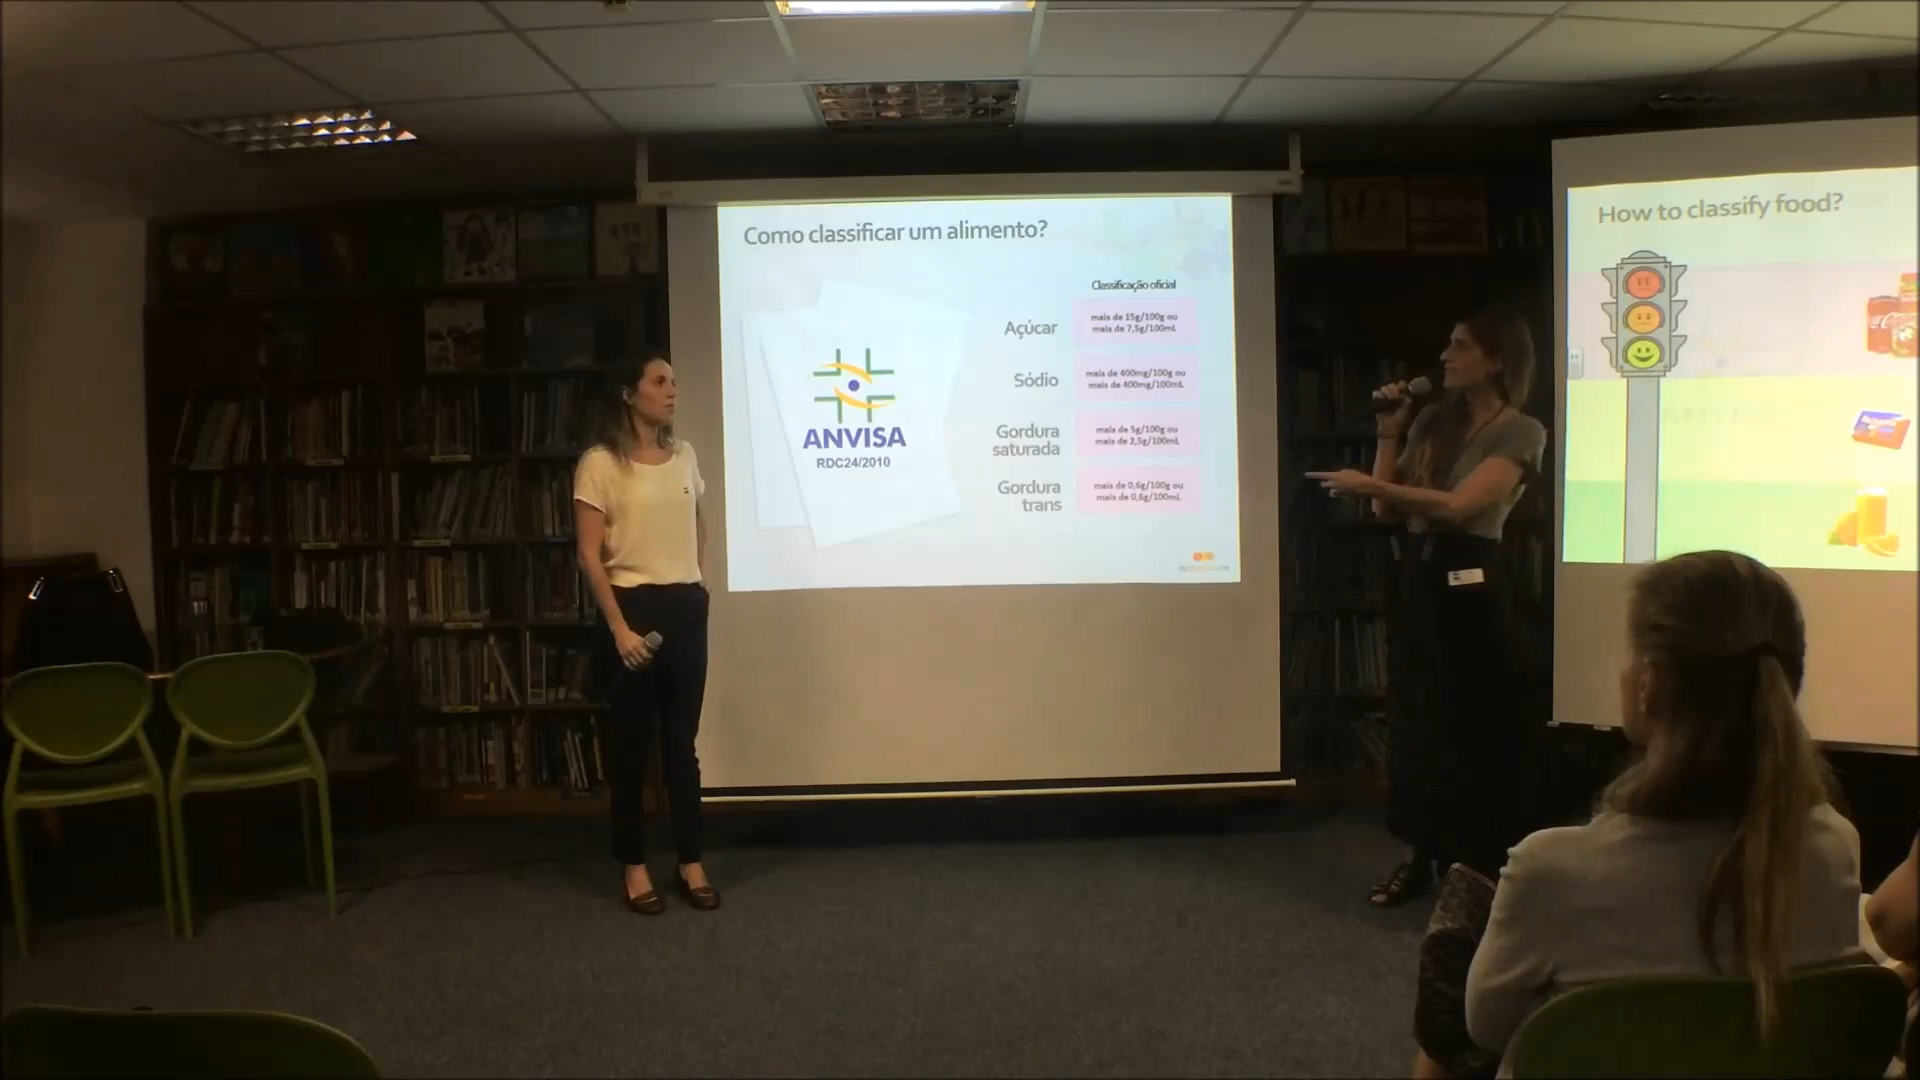 Como classificar um alimento?
Classificação oficial
Açúcar
mais de 15g/100g ou
mais de 7,5g/100mL
Sódio
mais de 400mg/100g ou
mais de 400mg/100mL
Gordura
saturada
mais de 5g/100g ou
mais de 2,5g/100mL
Gordura
trans
mais de 0,6g/100g ou
mais de 0,6g/100mL
ANVISA
RDC24/2010
How to classify food?